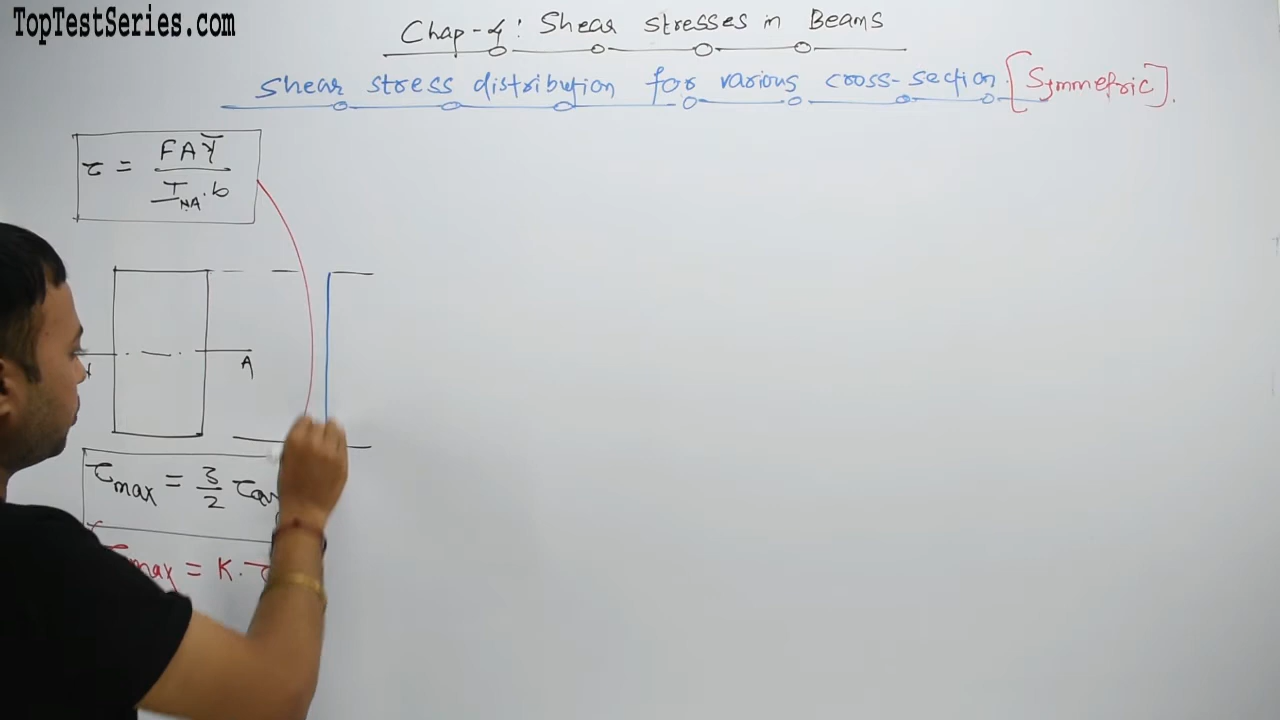 TopTestSeries.com
Chap-4: Shear stresses in Beams
Shear stress distribution for various cross-section [Symmetric].
τ = FAȲ / I_NA . b
A
τmax = 3/2 τav
max = K. τ